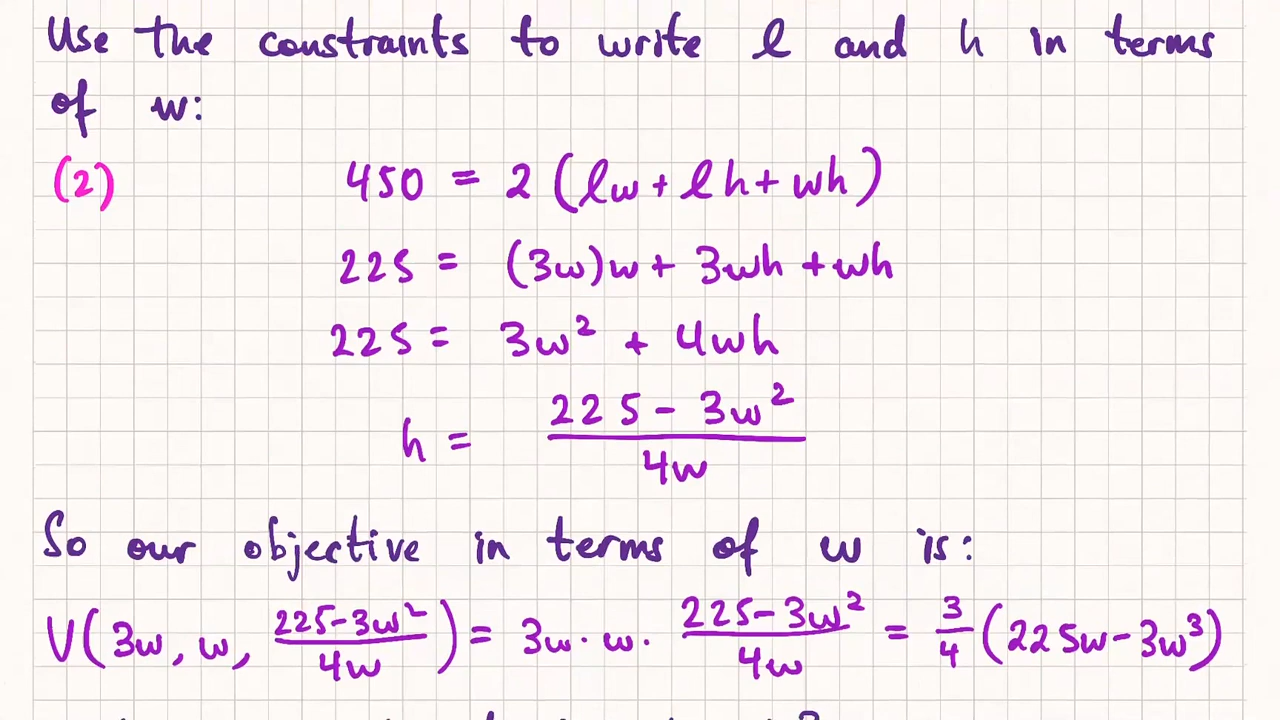 Use the constraints to write l and h in terms
of w:
(2) 450 = 2 (lw + lh + wh)
225 = (3w)w + 3wh + wh
225 = 3w² + 4wh
h = (225 - 3w²)/(4w)
So our objective in terms of w is:
V(3w, w, (225-3w²)/(4w)) = 3w · w · (225-3w²)/(4w) = 3/4 (225w - 3w³)